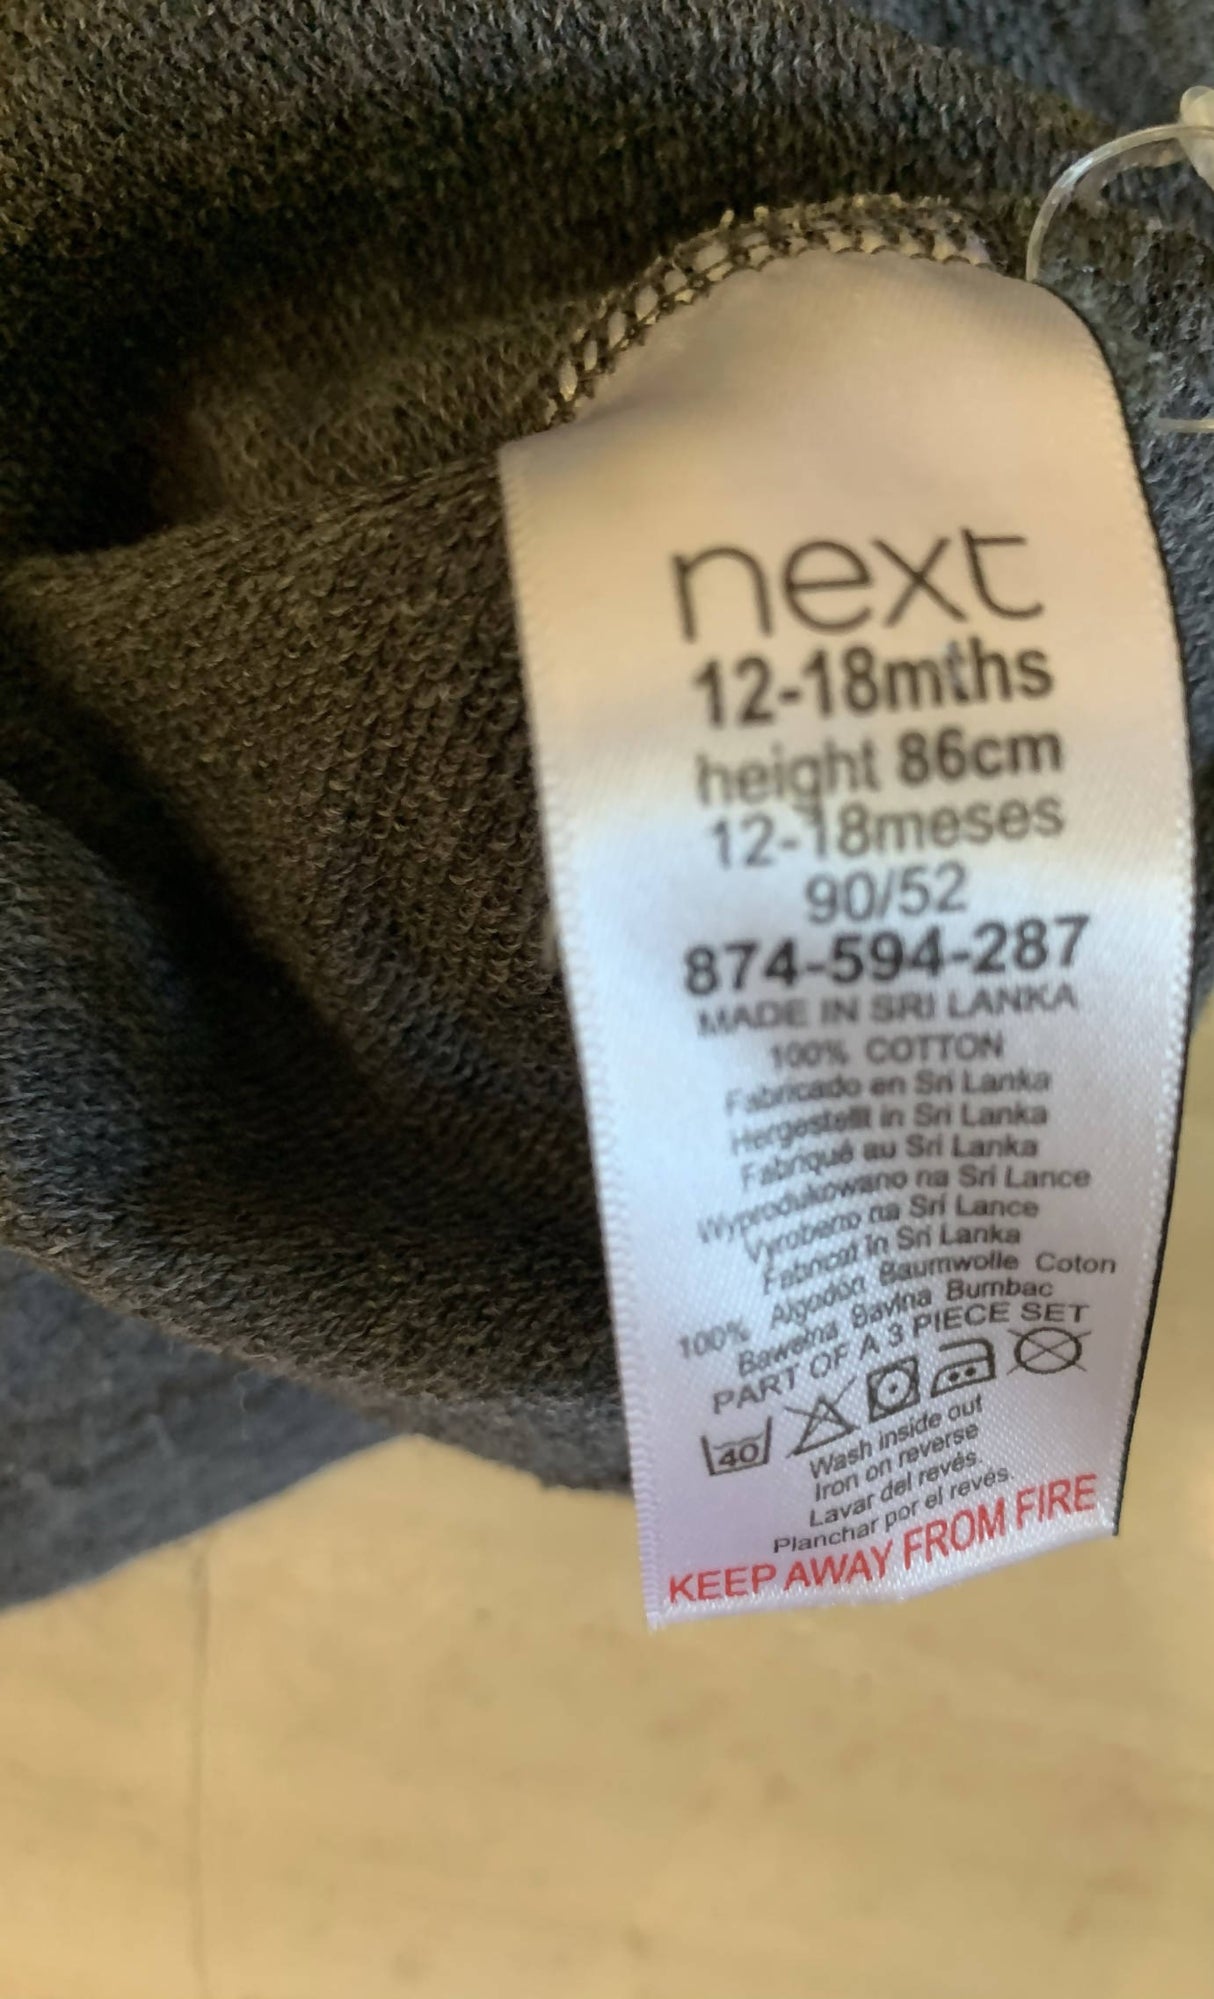 next
12-18mths
height 86cm
12-18meses
90/52
874-594-287
MADE IN SRI LANKA
100% COTTON
Fabricado en Sri Lanka
Hergestellt in Sri Lanka
Fabriqué au Sri Lanka
Wyprodukowano na Sri Lance
Vyrobeno na Srí Lance
Fabricat în Sri Lanka
100% Algodón Baumwolle Coton
Bawełna Bavlna Bumbac
PART OF A 3 PIECE SET
40
Wash inside out
Iron on reverse
Lavar del revés.
Planchar por el revés.
KEEP AWAY FROM FIRE